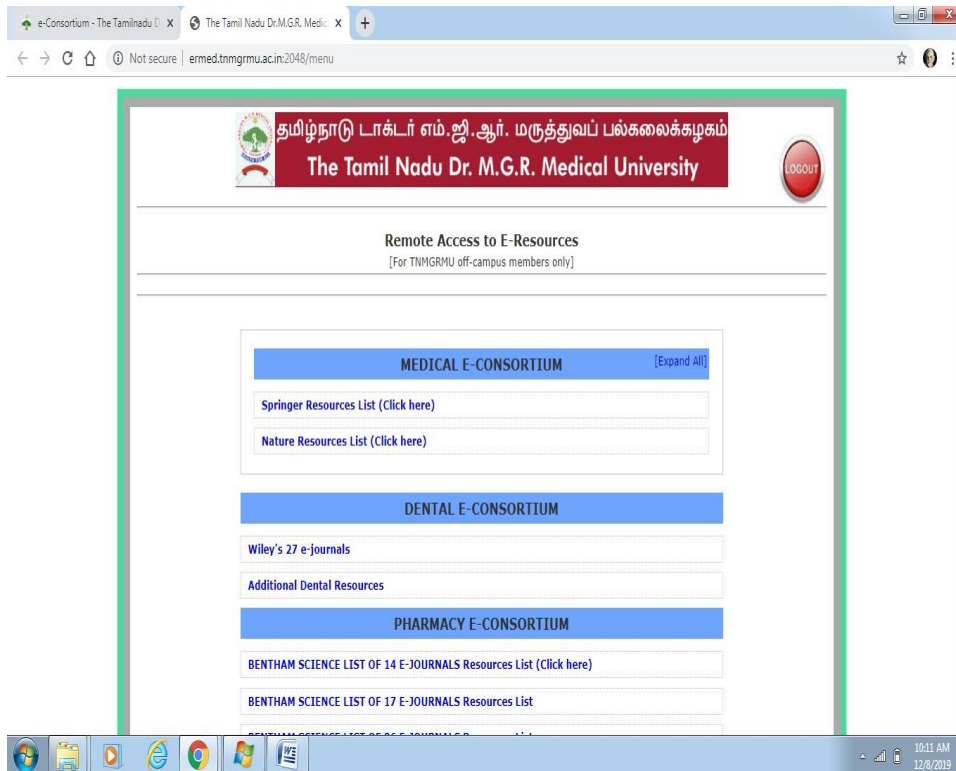 e-Consortium - The Tamilnadu D
The Tamil Nadu Dr.M.G.R. Medic
Not secure | ermed.tnmgrmu.ac.in:2048/menu
தமிழ்நாடு டாக்டர் எம்.ஜி.ஆர். மருத்துவப் பல்கலைக்கழகம்
The Tamil Nadu Dr. M.G.R. Medical University
LOGOUT
Remote Access to E-Resources
[For TNMGRMU off-campus members only]
MEDICAL E-CONSORTIUM [Expand All]
Springer Resources List (Click here)
Nature Resources List (Click here)
DENTAL E-CONSORTIUM
Wiley's 27 e-journals
Additional Dental Resources
PHARMACY E-CONSORTIUM
BENTHAM SCIENCE LIST OF 14 E-JOURNALS Resources List (Click here)
BENTHAM SCIENCE LIST OF 17 E-JOURNALS Resources List
10:11 AM
12/8/2019